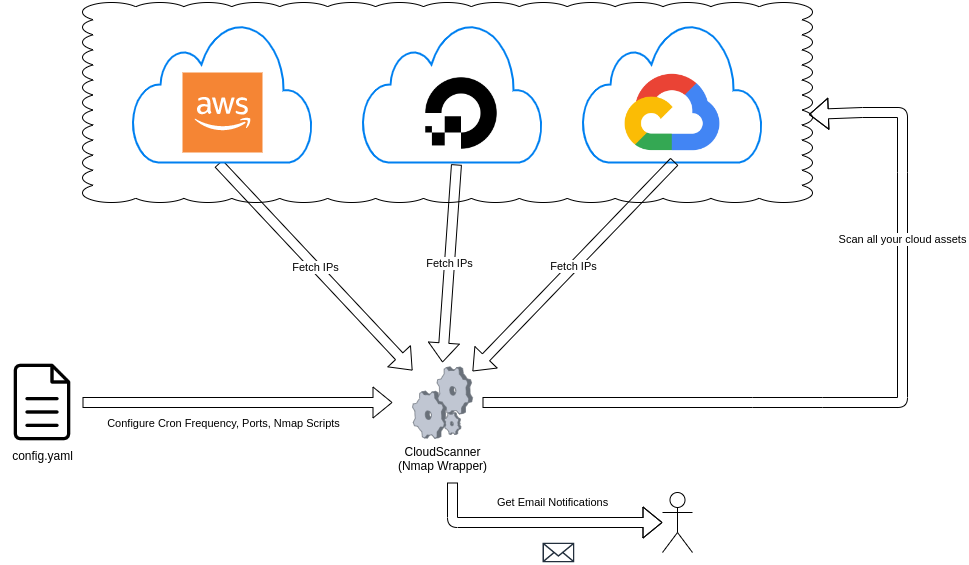 aws
Fetch IPs
Fetch IPs
Fetch IPs
Scan all your cloud assets
config.yaml
Configure Cron Frequency, Ports, Nmap Scripts
CloudScanner
(Nmap Wrapper)
Get Email Notifications